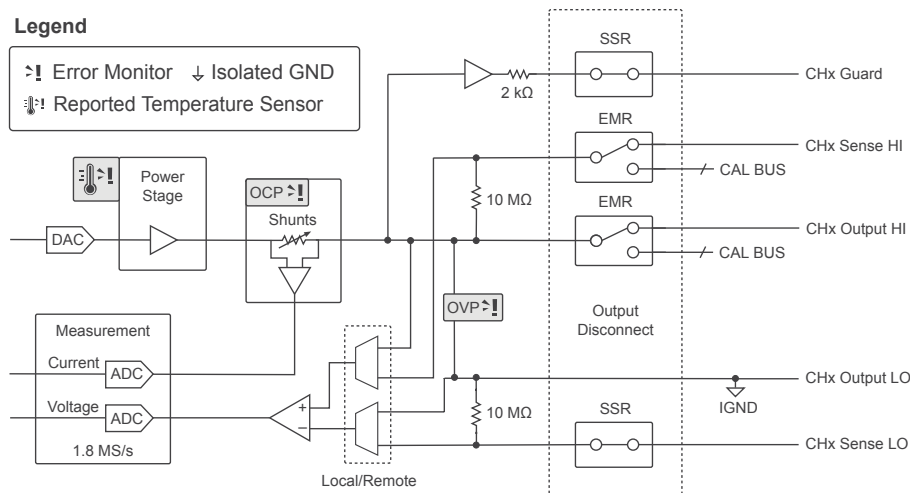 Legend
Error Monitor
Isolated GND
Reported Temperature Sensor
SSR
2 kΩ
CHx Guard
EMR
CHx Sense HI
CAL BUS
Power
Stage
OCP
Shunts
10 MΩ
EMR
CHx Output HI
CAL BUS
DAC
OVP
Output
Disconnect
Measurement
Current
ADC
Voltage
ADC
1.8 MS/s
+
−
Local/Remote
10 MΩ
CHx Output LO
IGND
SSR
CHx Sense LO